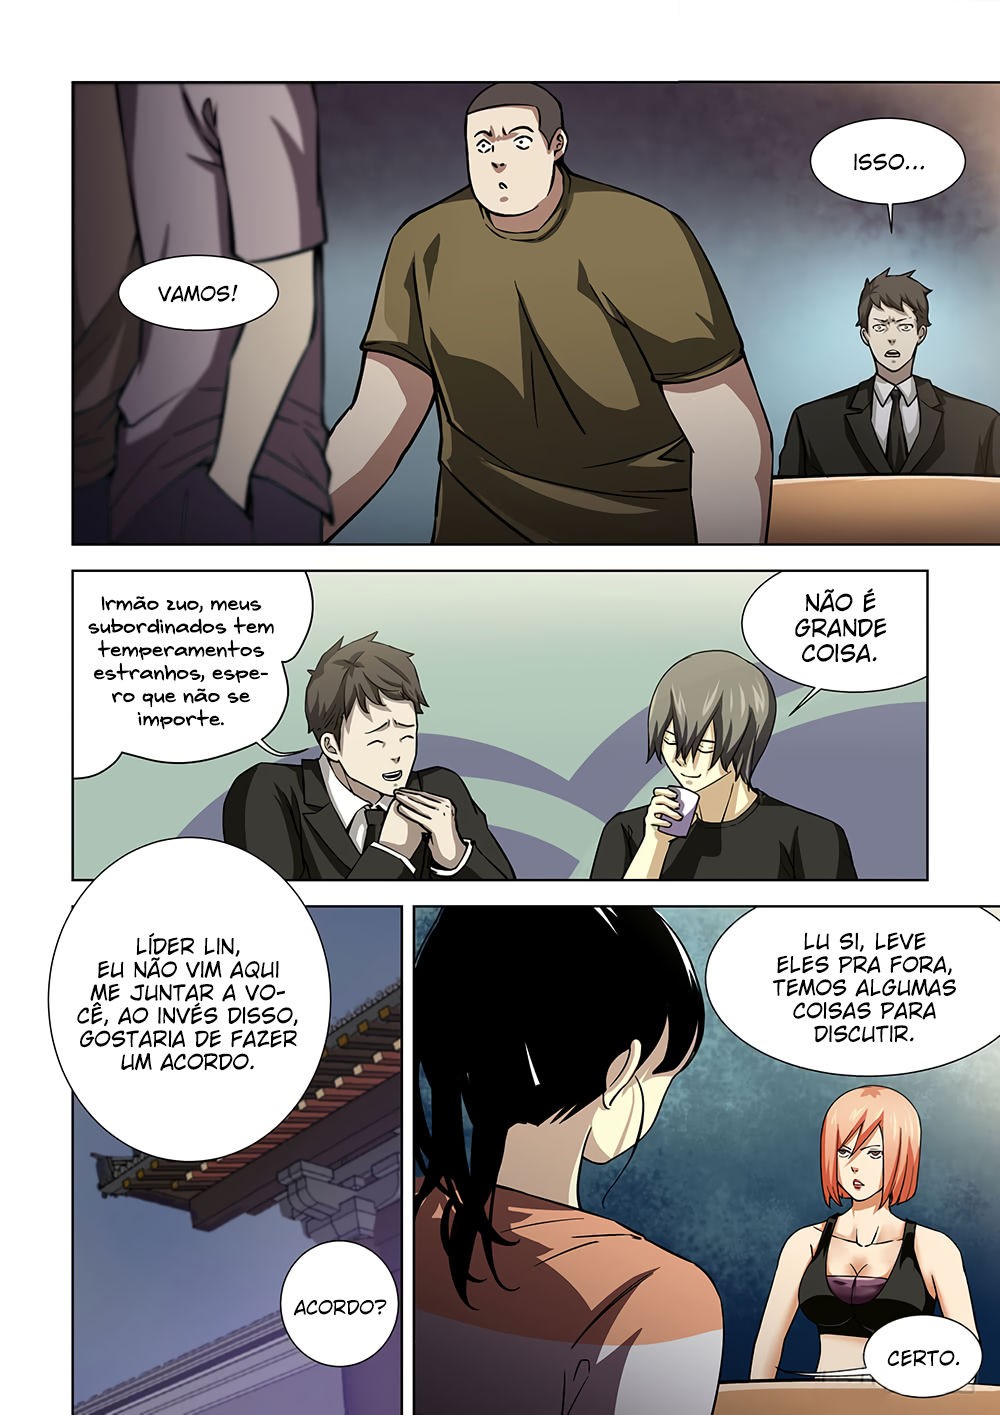 VAMOS!
ISSO...
Irmão zuo, meus
subordinados tem
temperamentos
estranhos, espe-
ro que não se
importe.
NÃO É
GRANDE
COISA.
LÍDER LIN,
EU NÃO VIM AQUI
ME JUNTAR A VO-
CÊ, AO INVÉS DISSO,
GOSTARIA DE FAZER
UM ACORDO.
ACORDO?
LU SI, LEVE
ELES PRA FORA,
TEMOS ALGUMAS
COISAS PARA
DISCUTIR.
CERTO.